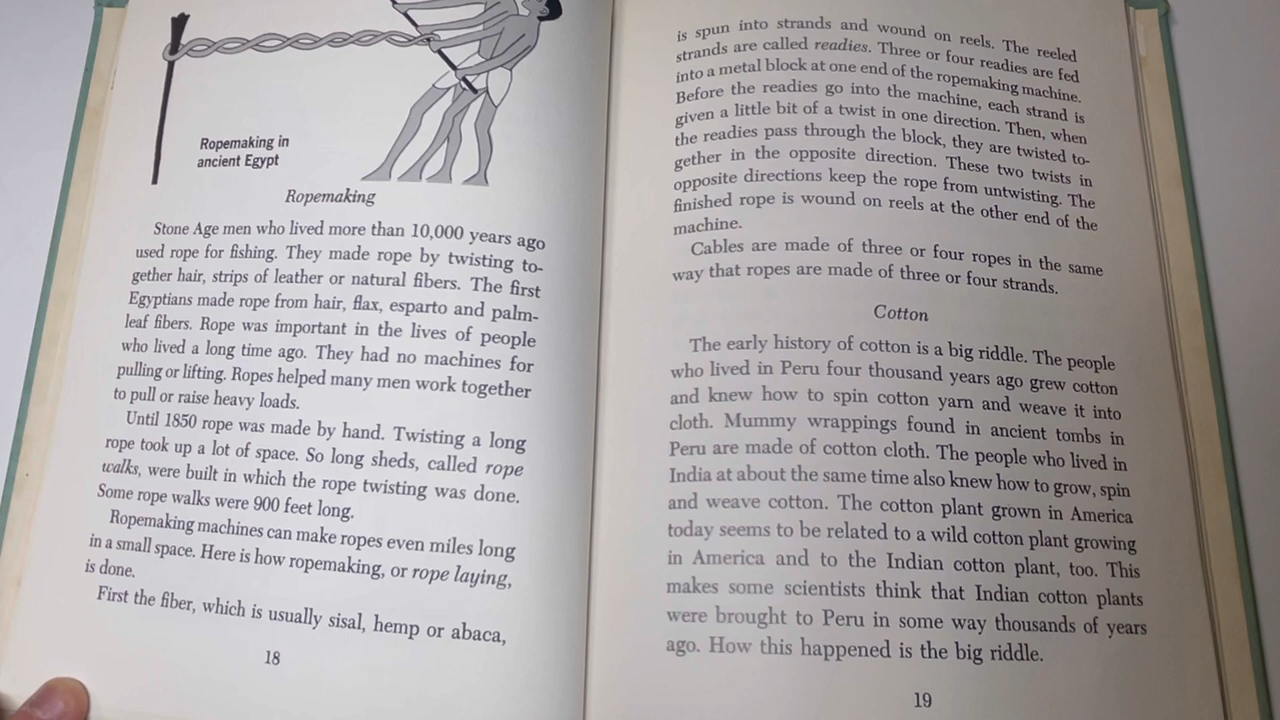 Ropemaking in
ancient Egypt
Ropemaking
Stone Age men who lived more than 10,000 years ago
used rope for fishing. They made rope by twisting to-
gether hair, strips of leather or natural fibers. The first
Egyptians made rope from hair, flax, esparto and palm-
leaf fibers. Rope was important in the lives of people
who lived a long time ago. They had no machines for
pulling or lifting. Ropes helped many men work together
to pull or raise heavy loads.
Until 1850 rope was made by hand. Twisting a long
rope took up a lot of space. So long sheds, called rope
walks, were built in which the rope twisting was done.
Some rope walks were 900 feet long.
Ropemaking machines can make ropes even miles long
in a small space. Here is how ropemaking, or rope laying,
is done.
First the fiber, which is usually sisal, hemp or abaca,
18
is spun into strands and wound on reels. The reeled
strands are called readies. Three or four readies are fed
into a metal block at one end of the ropemaking machine.
Before the readies go into the machine, each strand is
given a little bit of a twist in one direction. Then, when
the readies pass through the block, they are twisted to-
gether in the opposite direction. These two twists in
opposite directions keep the rope from untwisting. The
finished rope is wound on reels at the other end of the
machine.
Cables are made of three or four ropes in the same
way that ropes are made of three or four strands.
Cotton
The early history of cotton is a big riddle. The people
who lived in Peru four thousand years ago grew cotton
and knew how to spin cotton yarn and weave it into
cloth. Mummy wrappings found in ancient tombs in
Peru are made of cotton cloth. The people who lived in
India at about the same time also knew how to grow, spin
and weave cotton. The cotton plant grown in America
today seems to be related to a wild cotton plant growing
in America and to the Indian cotton plant, too. This
makes some scientists think that Indian cotton plants
were brought to Peru in some way thousands of years
ago. How this happened is the big riddle.
19